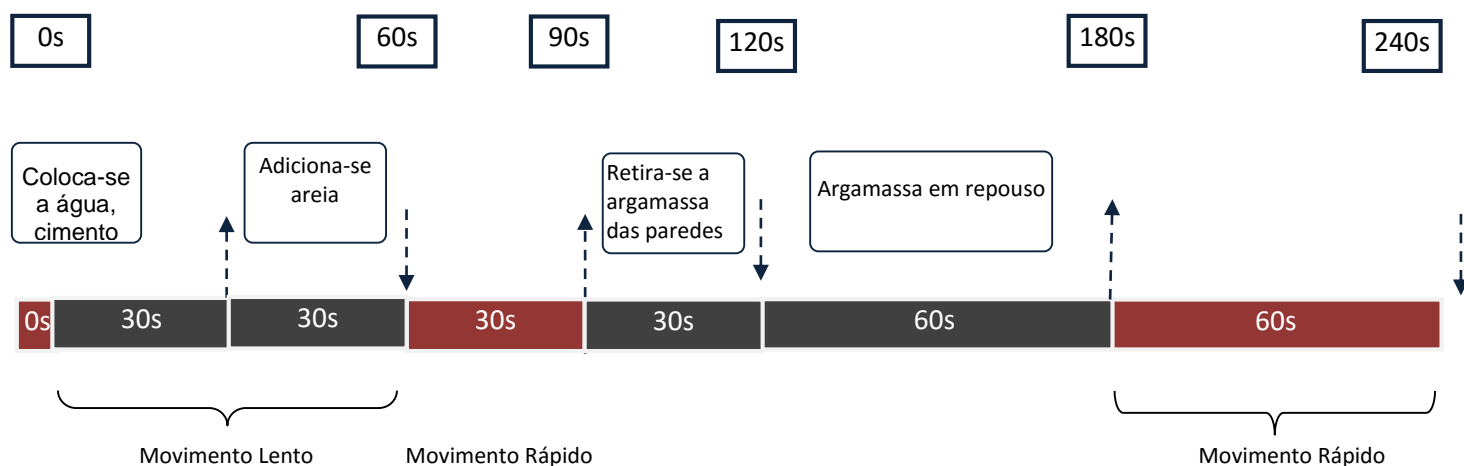 0s
60s
90s
120s
180s
240s
Coloca-se
a água,
cimento
Adiciona-se
areia
Retira-se a
argamassa
das paredes
Argamassa em repouso
0s
30s
30s
30s
30s
60s
60s
Movimento Lento
Movimento Rápido
Movimento Rápido